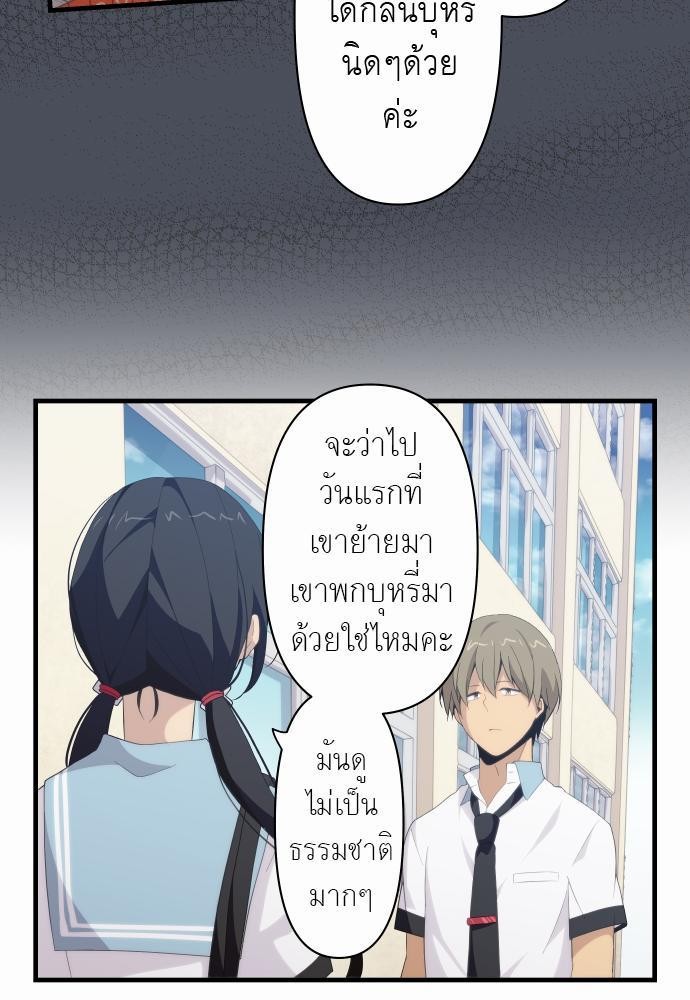 ได้กลิ่นบุหรี่
นิดๆด้วย
ค่ะ
จะว่าไป
วันแรกที่
เขาย้ายมา
เขาพกบุหรี่มา
ด้วยใช่ไหมคะ
มันดู
ไม่เป็น
ธรรมชาติ
มากๆ